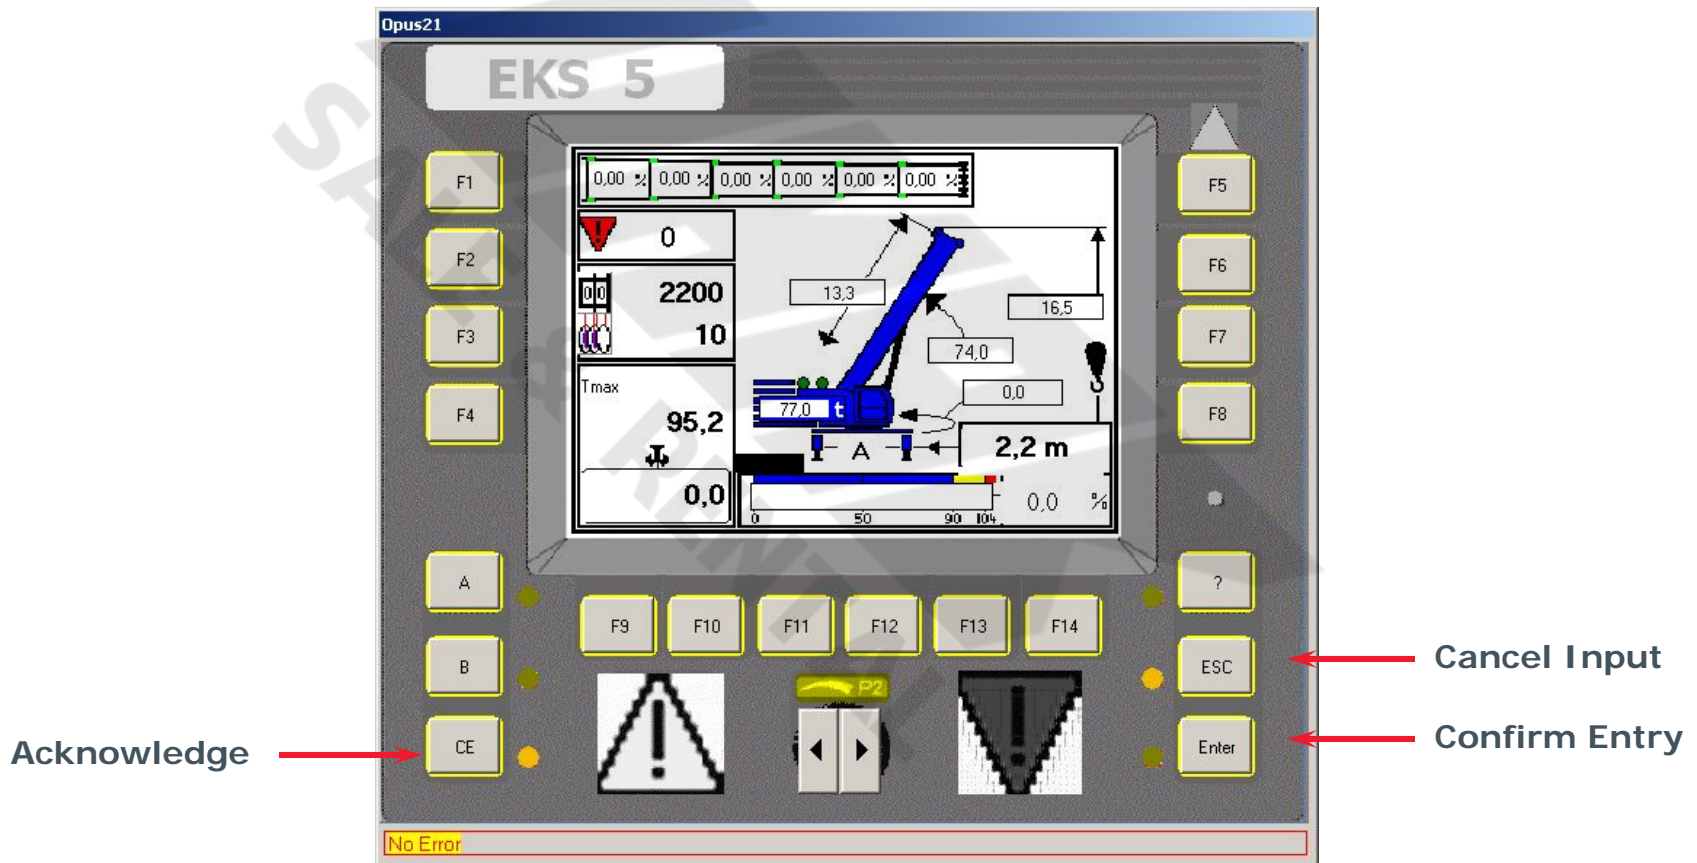 Opus21
EKS 5
F1
F2
F3
F4
F5
F6
F7
F8
0,00 % 0,00 % 0,00 % 0,00 % 0,00 % 0,00 %
0
00
2200
10
Tmax
95,2
0,0
13,3
16,5
74,0
0,0
77,0 t
A
2,2 m
0 50 90 104
0,0 %
A
B
CE
F9 F10 F11 F12 F13 F14
?
ESC
Enter
P2
Acknowledge
Cancel Input
Confirm Entry
No Error
SALE & RENTAL